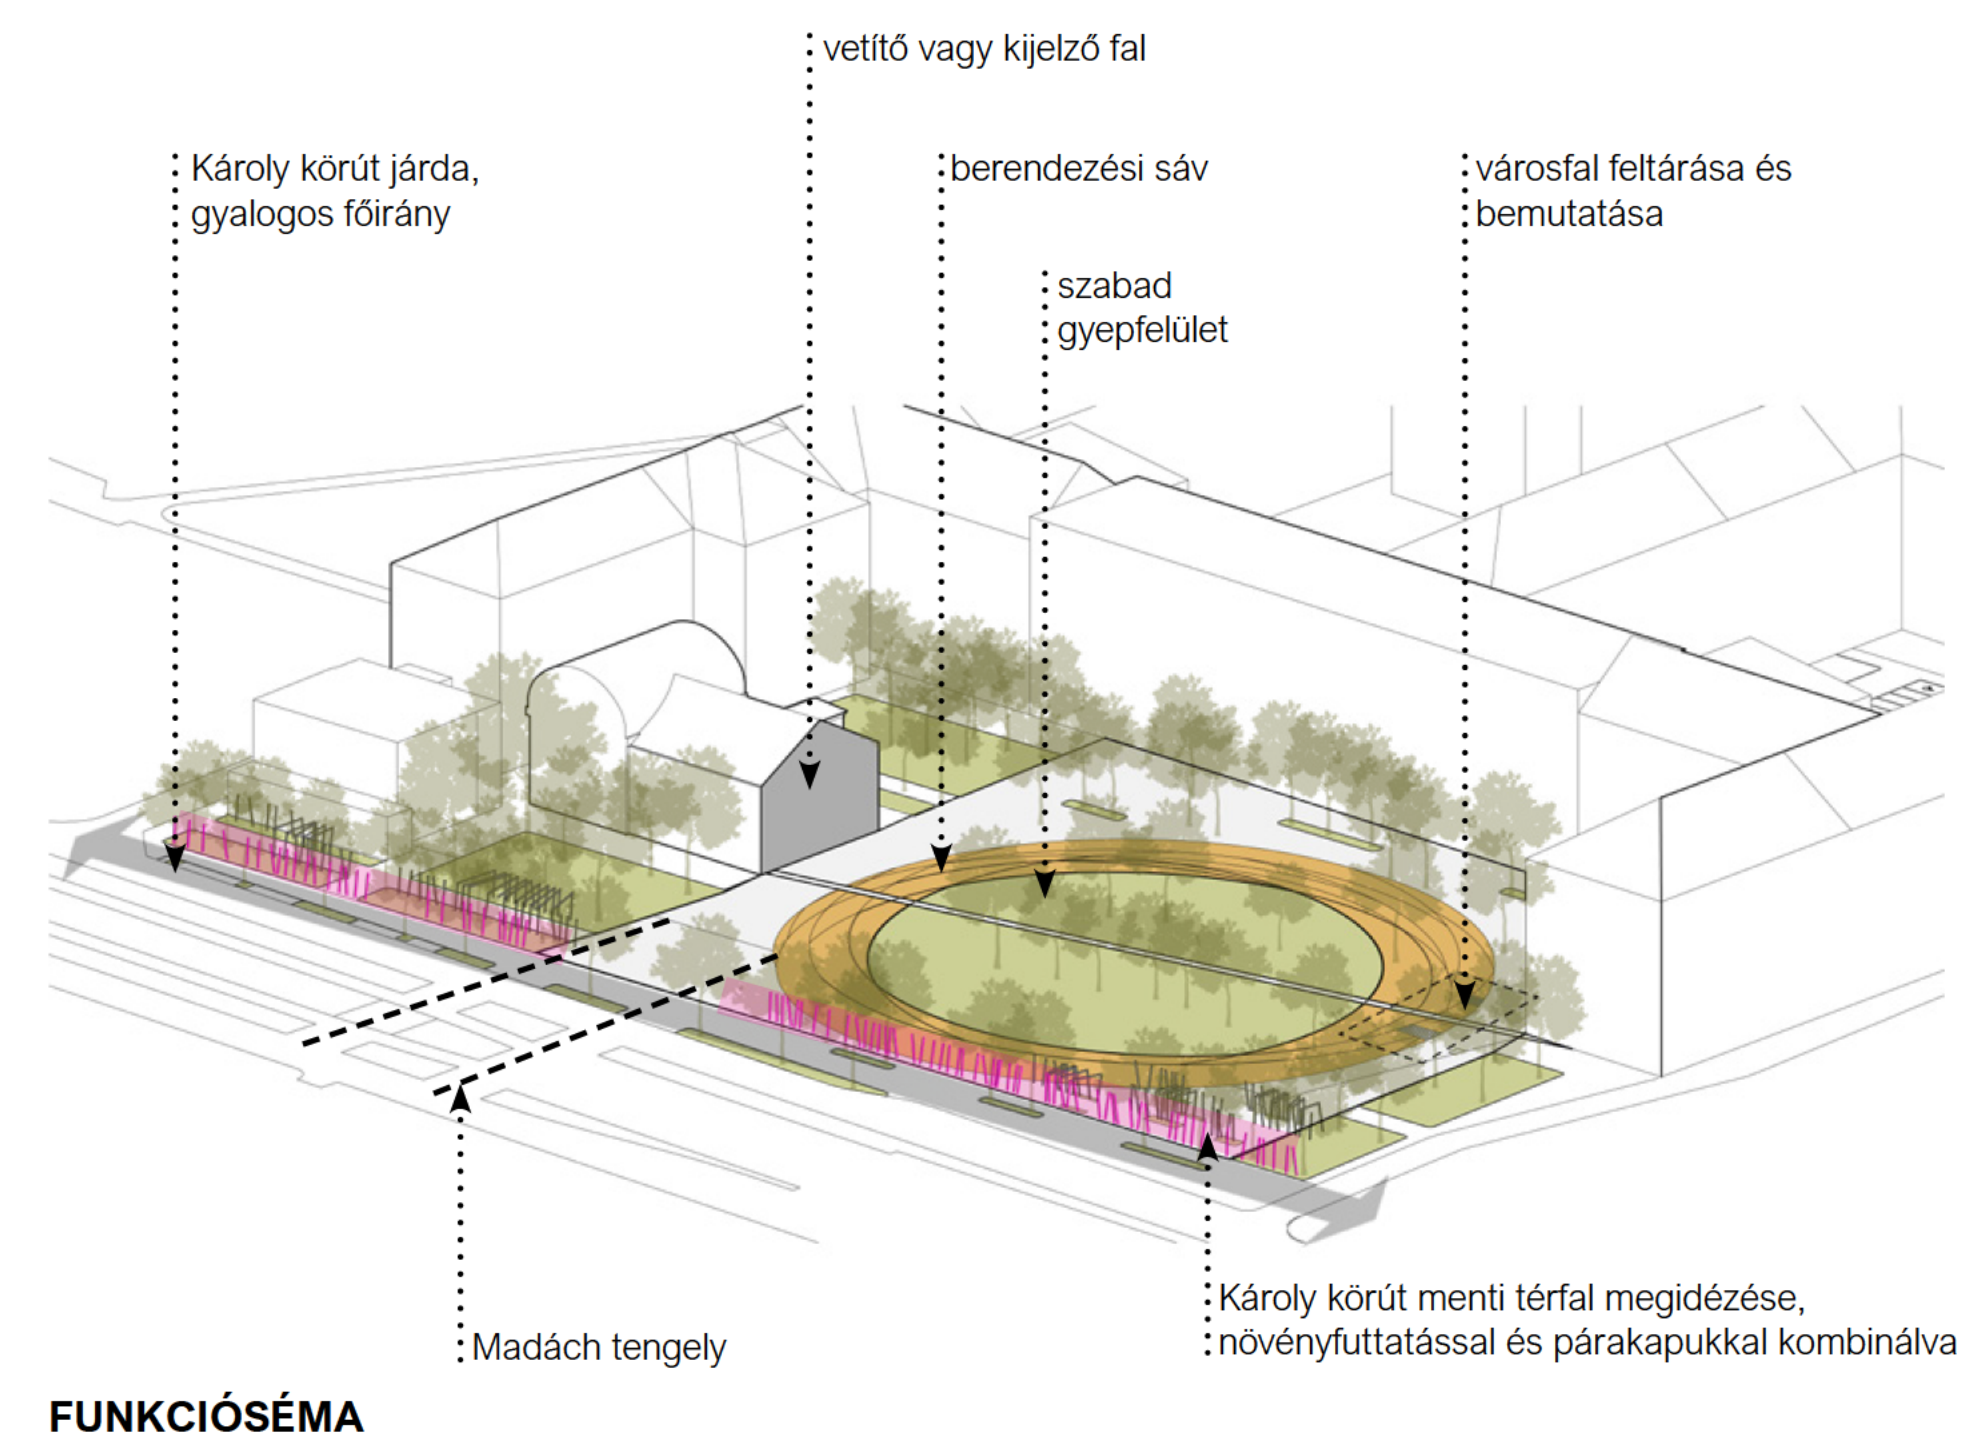 vetítő vagy kijelző fal
Károly körút járda,
gyalogos főirány
berendezési sáv
városfal feltárása és
bemutatása
szabad
gyepfelület
Károly körút menti térfal megidézése,
növényfuttatással és párakapukkal kombinálva
Madách tengely
FUNKCIÓSÉMA